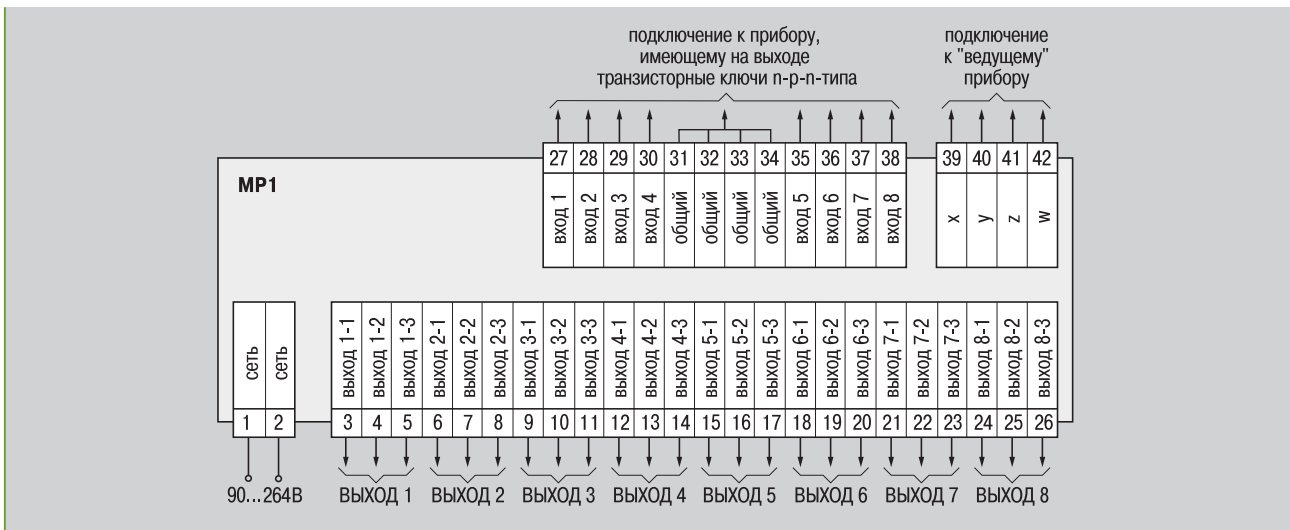 подключение к прибору,
имеющему на выходе
транзисторные ключи n-p-n-типа
подключение
к "ведущему"
прибору
27 28 29 30 31 32 33 34 35 36 37 38
39 40 41 42
МР1
вход 1
вход 2
вход 3
вход 4
общий
общий
общий
общий
вход 5
вход 6
вход 7
вход 8
x
y
z
w
сеть
сеть
выход 1-1
выход 1-2
выход 1-3
выход 2-1
выход 2-2
выход 2-3
выход 3-1
выход 3-2
выход 3-3
выход 4-1
выход 4-2
выход 4-3
выход 5-1
выход 5-2
выход 5-3
выход 6-1
выход 6-2
выход 6-3
выход 7-1
выход 7-2
выход 7-3
выход 8-1
выход 8-2
выход 8-3
1 2
3 4 5 6 7 8 9 10 11 12 13 14 15 16 17 18 19 20 21 22 23 24 25 26
90...264В
ВЫХОД 1 ВЫХОД 2 ВЫХОД 3 ВЫХОД 4 ВЫХОД 5 ВЫХОД 6 ВЫХОД 7 ВЫХОД 8